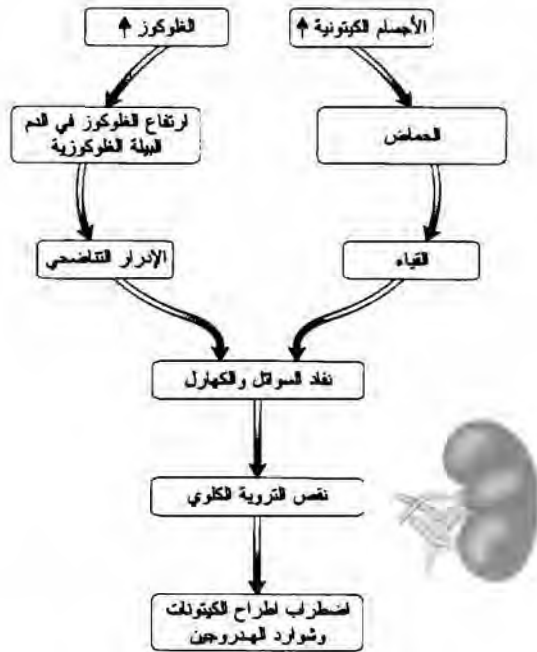 الأجسام الكيتونية ↑
الغلوكوز ↑
الحماض
ارتفاع الغلوكوز في الدم
البيلة الغلوكوزية
القياء
الإدرار التناضحي
نفاد السوائل والكهارل
نقص التروية الكلوي
اضطراب اطراح الكيتونات
وشوارد الهدروجين